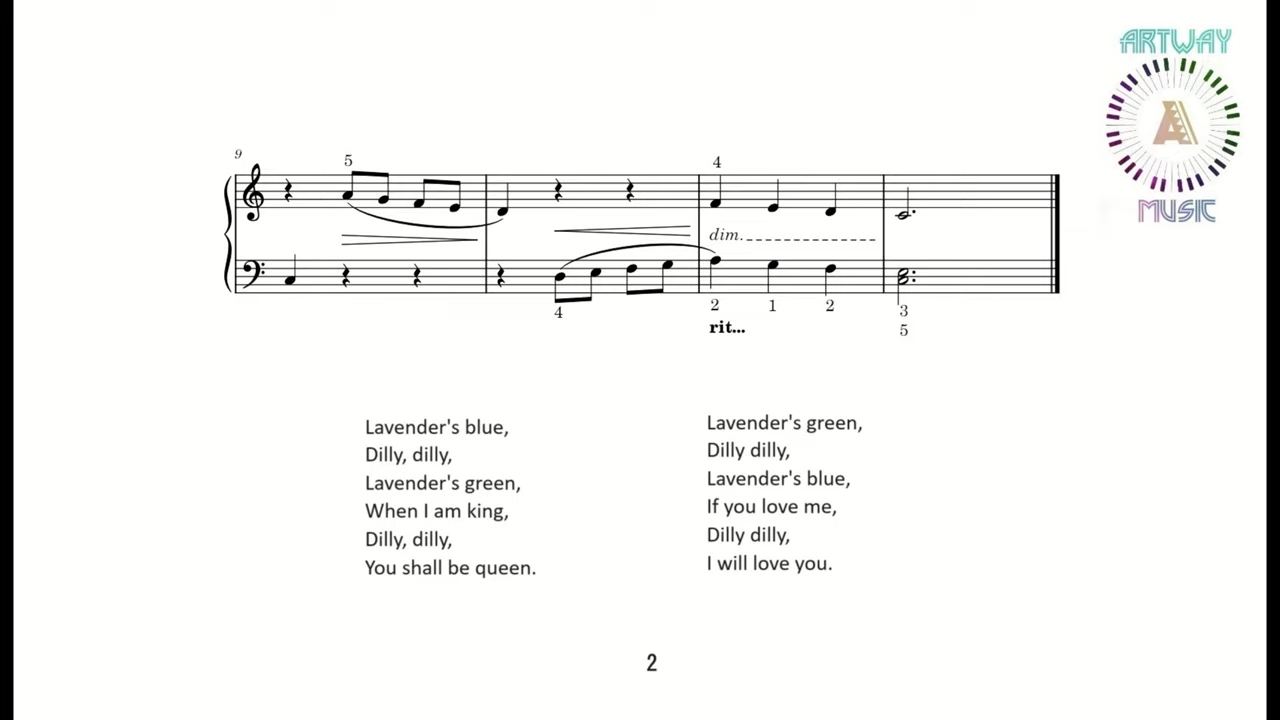 ARTWAY
A
MUSIC
9
5
4
dim.
4
2 1 2 3
5
rit...
Lavender's blue,
Dilly, dilly,
Lavender's green,
When I am king,
Dilly, dilly,
You shall be queen.
Lavender's green,
Dilly dilly,
Lavender's blue,
If you love me,
Dilly dilly,
I will love you.
2